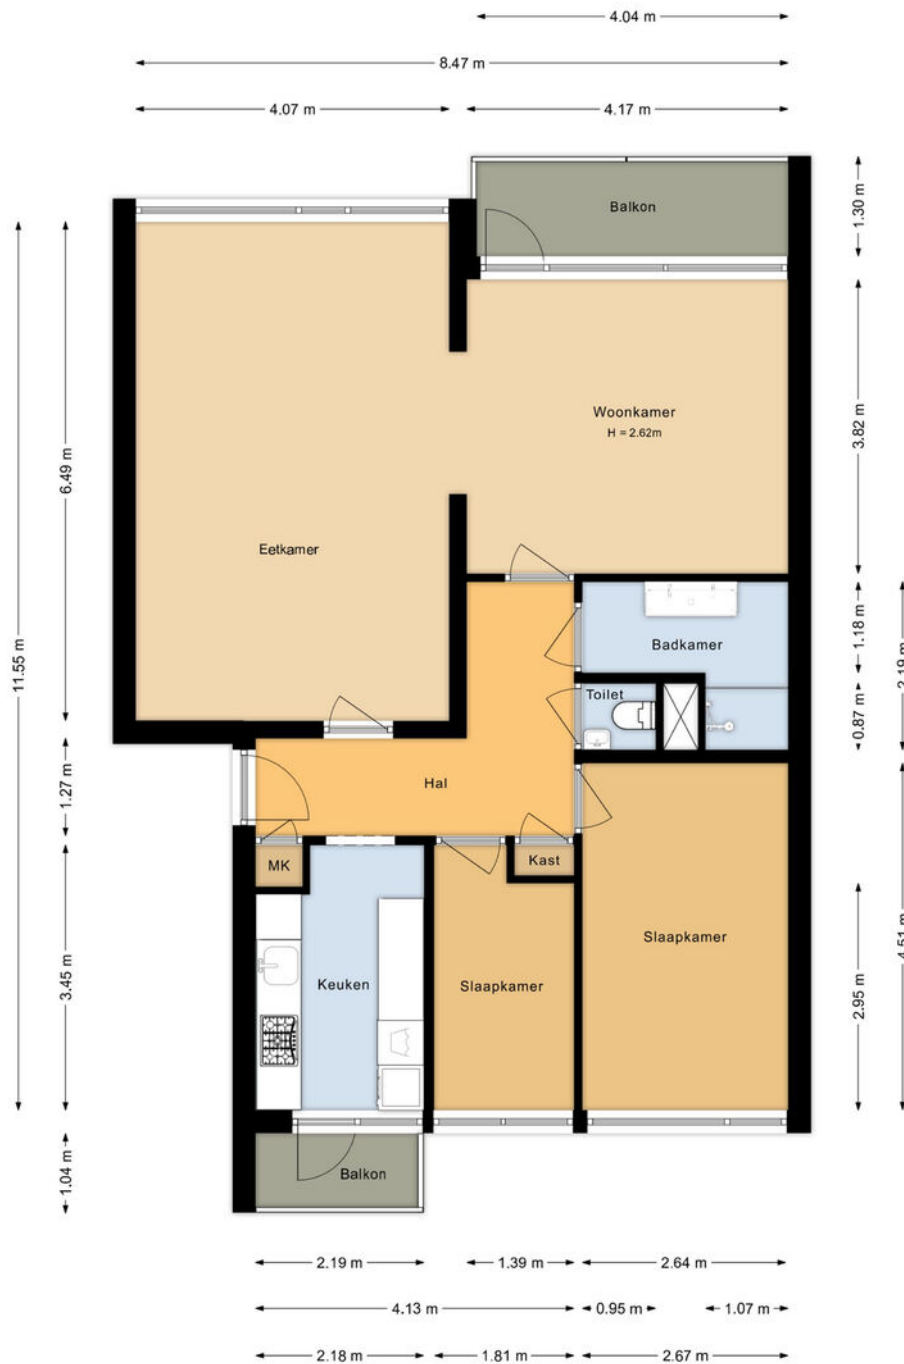 4.04 m
8.47 m
4.07 m
4.17 m
Balkon
1.30 m
Woonkamer
H = 2.62m
3.82 m
6.49 m
Eetkamer
11.55 m
Badkamer
1.18 m
2.19 m
Toilet
0.87 m
Hal
1.27 m
MK
Kast
Slaapkamer
4.51 m
Keuken
Slaapkamer
3.45 m
2.95 m
Balkon
1.04 m
2.19 m
1.39 m
2.64 m
4.13 m
0.95 m
1.07 m
2.18 m
1.81 m
2.67 m